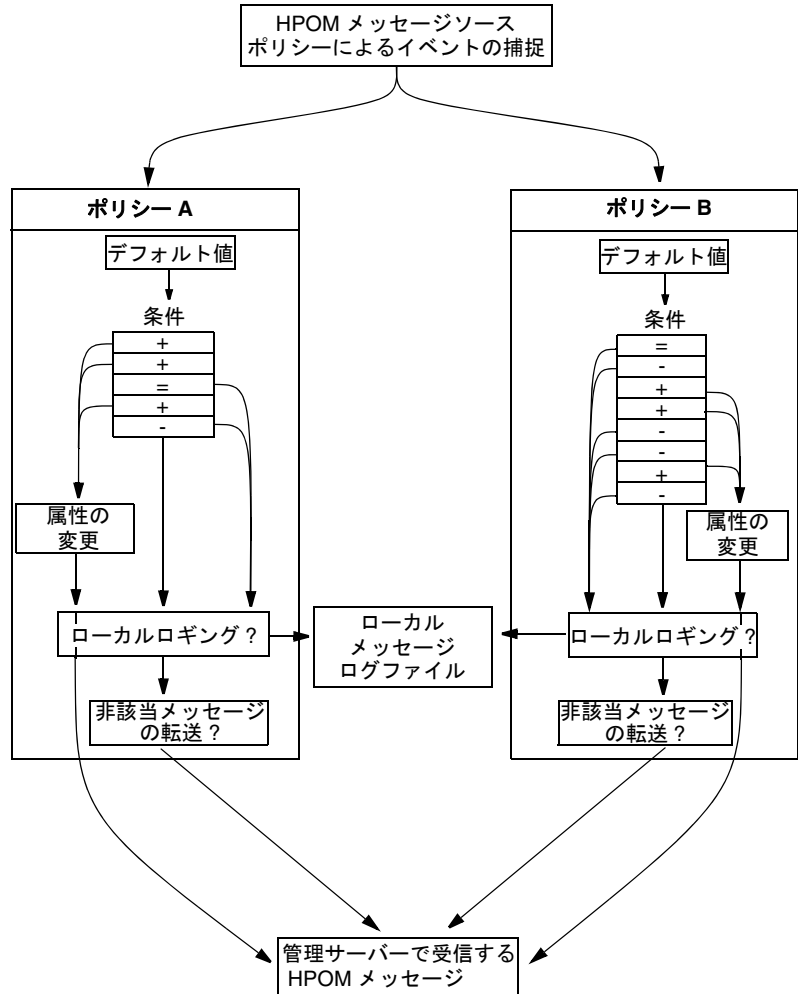 HPOM メッセージソース
ポリシーによるイベントの捕捉
ポリシー A
デフォルト値
条件
+
+
=
+
-
属性の
変更
ローカルロギング ?
非該当メッセージ
の転送 ?
ローカル
メッセージ
ログファイル
ポリシー B
デフォルト値
条件
=
-
+
+
-
-
+
-
属性の
変更
ローカルロギング ?
非該当メッセージ
の転送 ?
管理サーバーで受信する
HPOM メッセージ